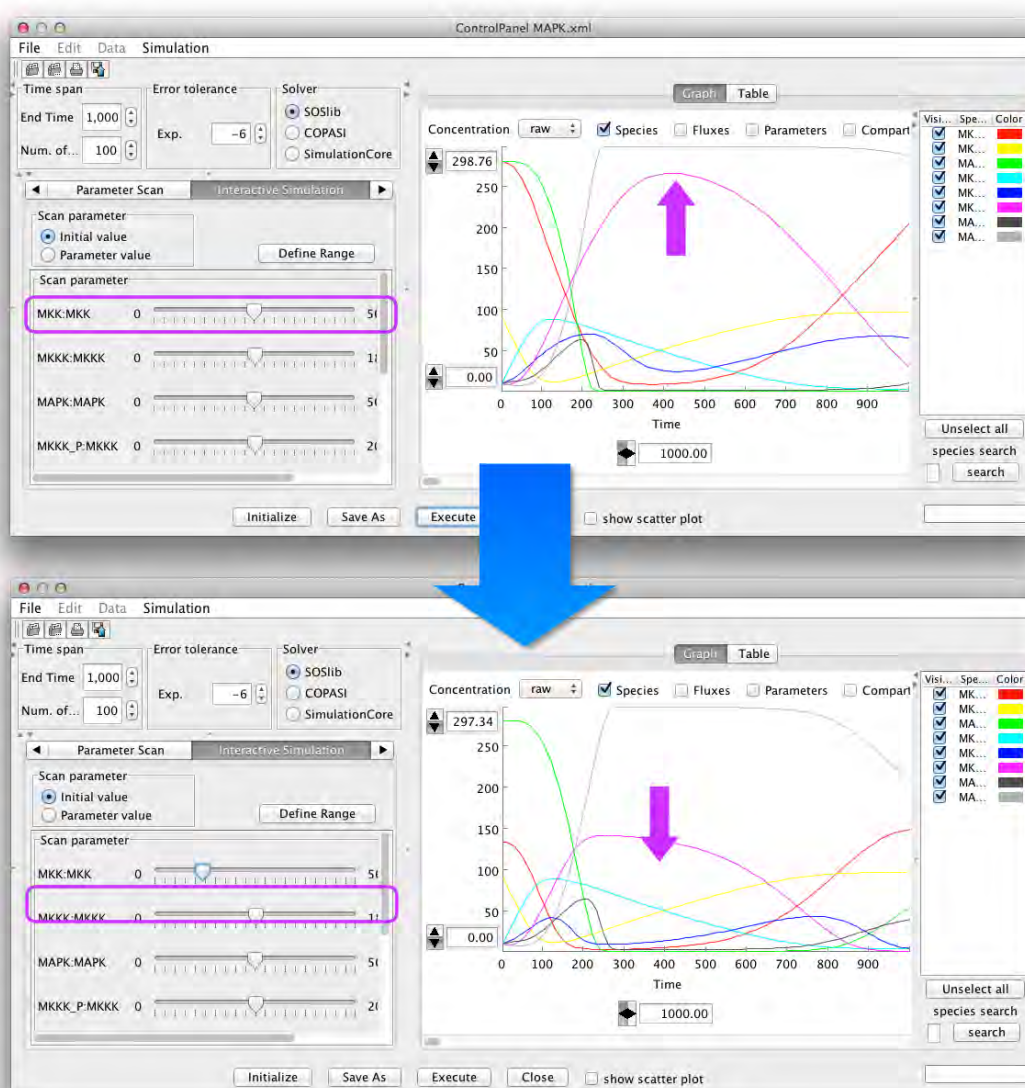 ControlPanel MAPK.xml
File Edit Data Simulation
Time span Error tolerance Solver
End Time 1,000
Num. of... 100
Exp. -6
SOSlib
COPASI
SimulationCore
Parameter Scan Interactive Simulation
Scan parameter
Initial value
Parameter value
Define Range
Scan parameter
MKK:MKK 0
MKKK:MKKK 0
MAPK:MAPK 0
MKKK_P:MKKK 0
Graph Table
Concentration raw Species Fluxes Parameters Compart
298.76
250
200
150
100
50
0.00
0 100 200 300 400 500 600 700 800 900
Time
1000.00
Visi... Spe... Color
MK...
MK...
MA...
MK...
MK...
MK...
MA...
MA...
Unselect all
species search
search
Initialize Save As Execute show scatter plot
File Edit Data Simulation
Time span Error tolerance Solver
End Time 1,000
Num. of... 100
Exp. -6
SOSlib
COPASI
SimulationCore
Parameter Scan Interactive Simulation
Scan parameter
Initial value
Parameter value
Define Range
Scan parameter
MKK:MKK 0
MKKK:MKKK 0
MAPK:MAPK 0
MKKK_P:MKKK 0
Graph Table
Concentration raw Species Fluxes Parameters Compart
297.34
250
200
150
100
50
0.00
0 100 200 300 400 500 600 700 800 900
Time
1000.00
Visi... Spe... Color
MK...
MK...
MA...
MK...
MK...
MK...
MA...
MA...
Unselect all
species search
search
Initialize Save As Execute Close show scatter plot